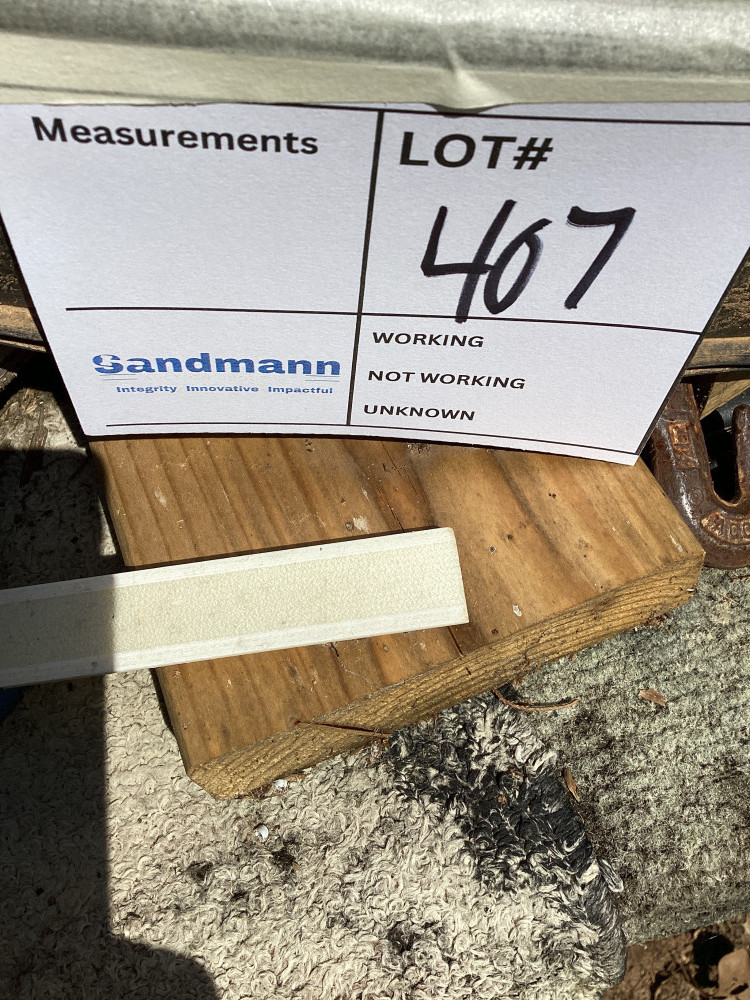 Measurements
LOT#
407
Sandmann
Integrity Innovative Impactful
WORKING
NOT WORKING
UNKNOWN